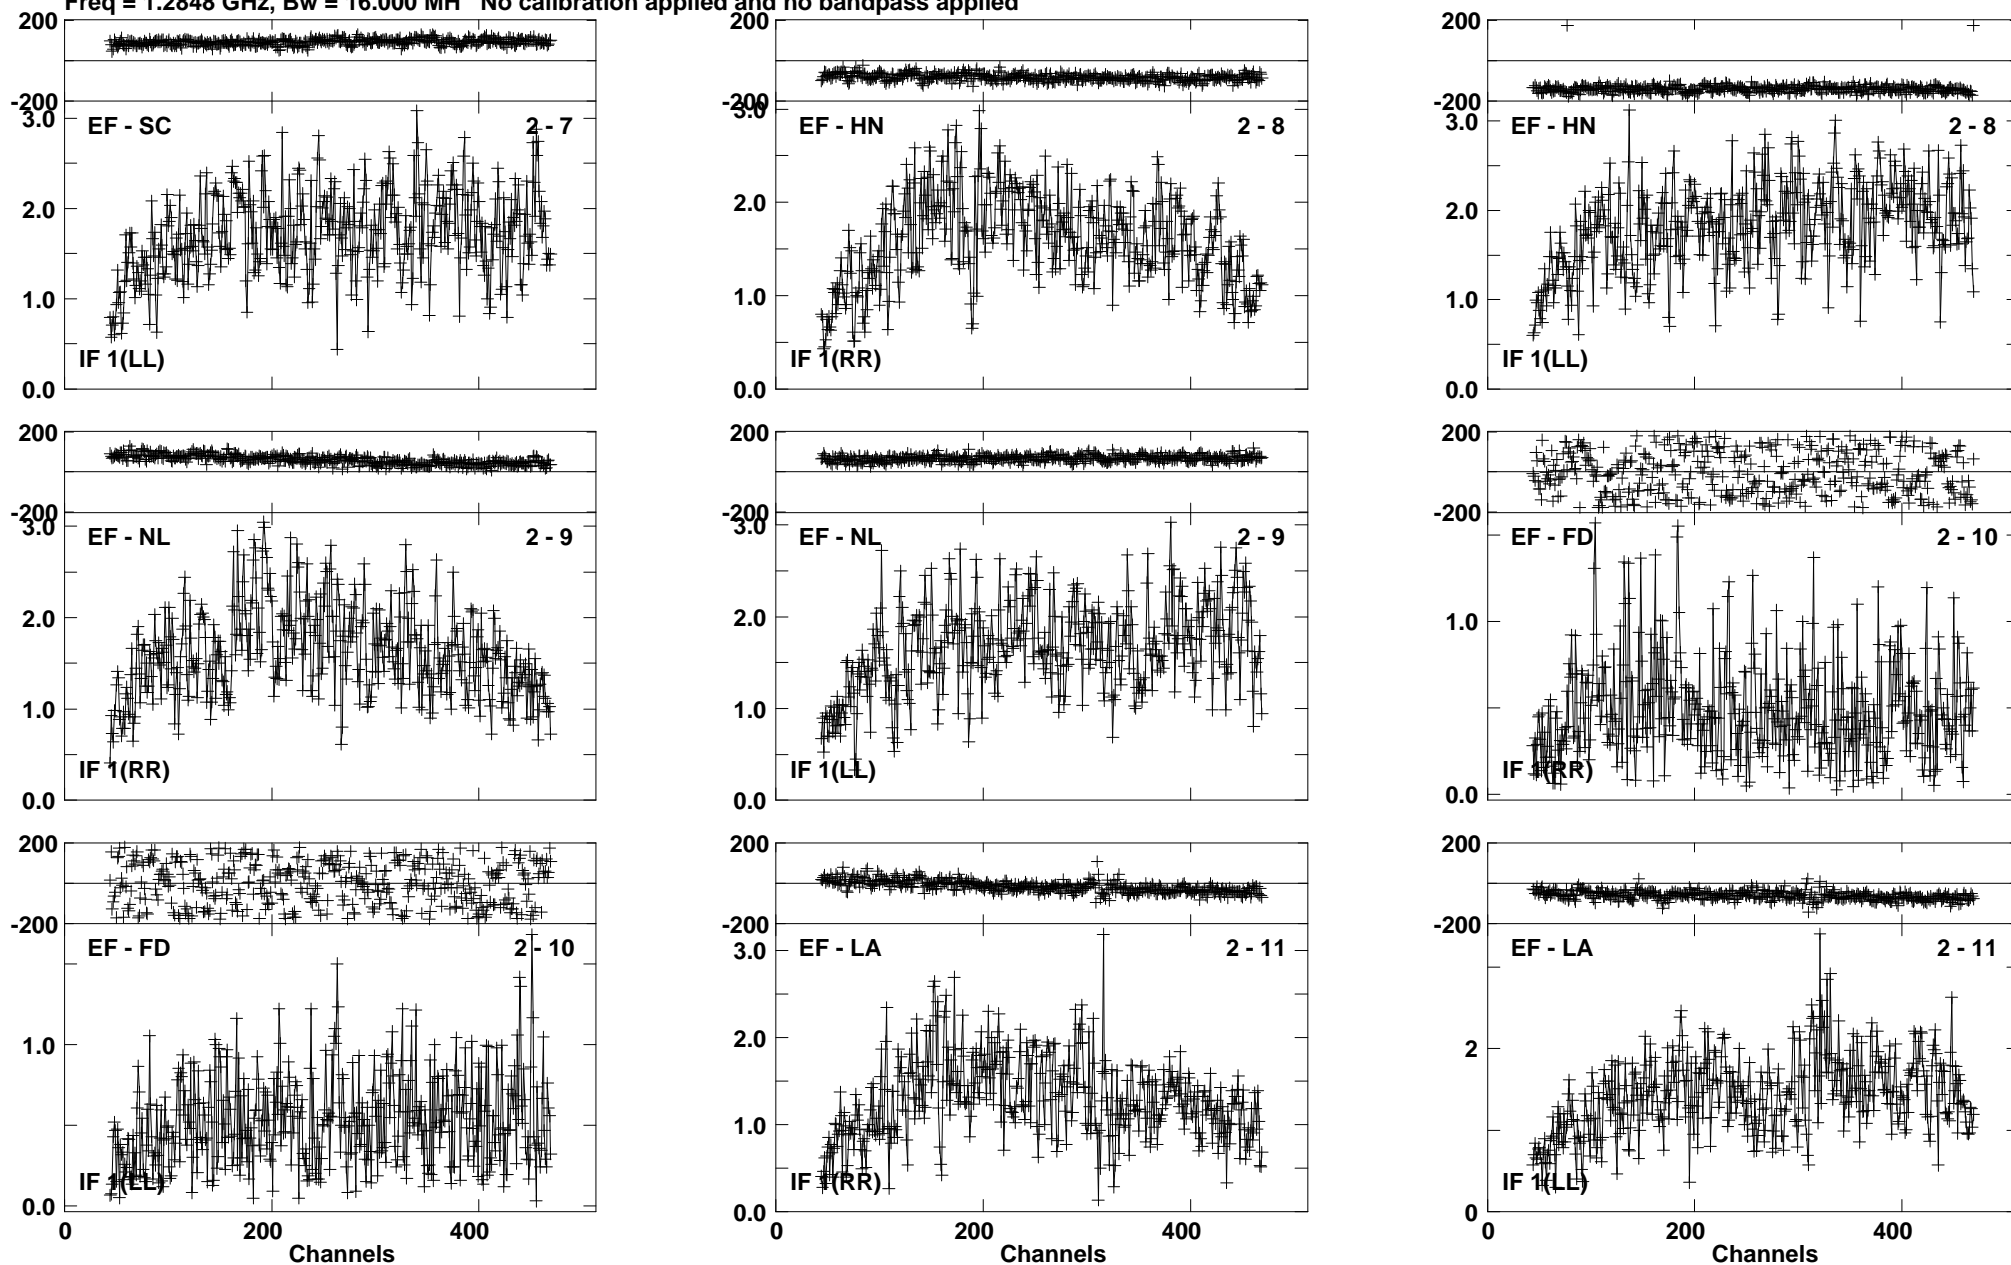 Freq = 1.2848 GHz, Bw = 16.000 MH No calibration applied and no bandpass applied
200
-200
EF - SC 2 - 7
3.0
2.0
1.0
0.0
IF 1(LL)
EF - HN 2 - 8
3.0
2.0
1.0
0.0
IF 1(RR)
200
-200
EF - HN 2 - 8
3.0
2.0
1.0
0.0
IF 1(LL)
200
-200
EF - NL 2 - 9
3.0
2.0
1.0
0.0
IF 1(RR)
200
-200
EF - NL 2 - 9
3.0
2.0
1.0
0.0
IF 1(LL)
200
-200
EF - FD 2 - 10
1.0
0.0
IF 1(RR)
200
-200
EF - FD 2 - 10
1.0
0.0
IF 1(LL)
0 200 400
Channels
200
-200
EF - LA 2 - 11
3.0
2.0
1.0
0.0
IF 1(RR)
0 200 400
Channels
200
-200
EF - LA 2 - 11
2
0
IF 1(LL)
0 200 400
Channels